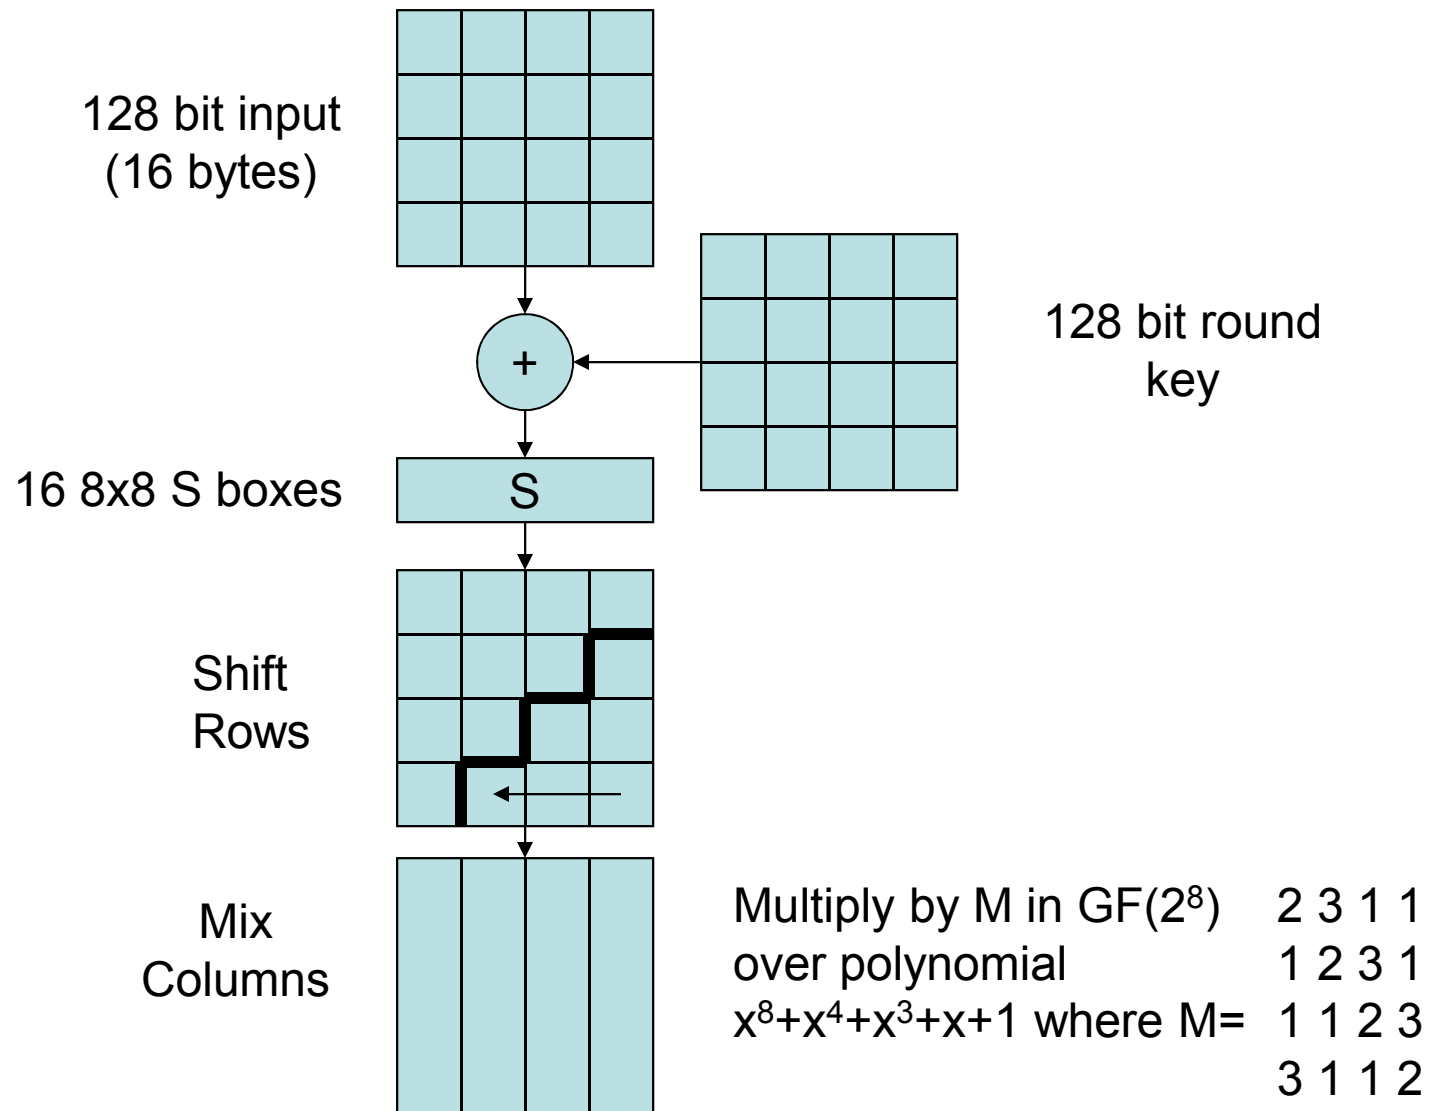 128 bit input
(16 bytes)
+
128 bit round
key
16 8x8 S boxes
S
Shift
Rows
Mix
Columns
Multiply by M in GF(2⁸)
over polynomial
x⁸+x⁴+x³+x+1 where M=
2 3 1 1
1 2 3 1
1 1 2 3
3 1 1 2